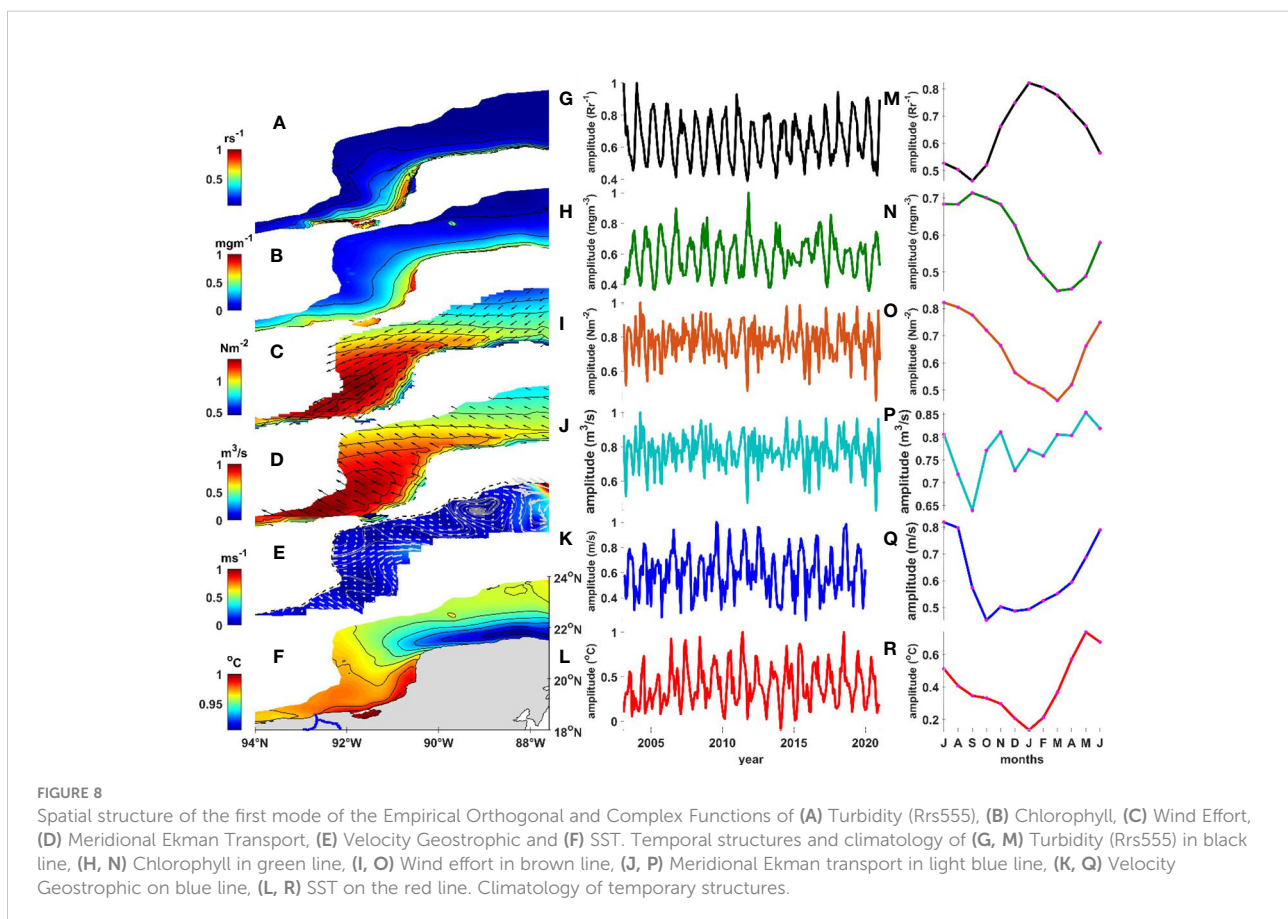 A
rs-1
1
0.5
B
mgm-1
1
0.5
0
C
Nm-2
1
0.5
D
m3/s
1
0.5
0
E
ms-1
1
0.5
0
F
oC
1
0.95
94oN
92oW
90oW
88oW
24oN
22oN
20oN
18oN
G
amplitude (Rr-1)
1
0.8
0.6
0.4
H
amplitude (mgm-3)
1
0.8
0.6
0.4
I
amplitude (Nm-2)
1
0.8
0.6
J
amplitude (m3/s)
1
0.8
0.6
K
amplitude (m/s)
1
0.8
0.6
0.4
L
amplitude (oC)
1
0.5
0
2005 2010 2015 2020
year
M
amplitude (Rr-1)
0.8
0.7
0.6
0.5
N
amplitude (mgm-3)
0.7
0.6
0.5
O
amplitude (Nm-2)
0.8
0.7
0.6
0.5
P
amplitude (m3/s)
0.85
0.8
0.75
0.65
Q
amplitude (m/s)
0.8
0.7
0.6
0.5
R
amplitude (oC)
0.6
0.4
0.2
J A S O N D J F M A M J
months
FIGURE 8
Spatial structure of the first mode of the Empirical Orthogonal and Complex Functions of (A) Turbidity (Rrs555), (B) Chlorophyll, (C) Wind Effort,
(D) Meridional Ekman Transport, (E) Velocity Geostrophic and (F) SST. Temporal structures and climatology of (G, M) Turbidity (Rrs555) in black
line, (H, N) Chlorophyll in green line, (I, O) Wind effort in brown line, (J, P) Meridional Ekman transport in light blue line, (K, Q) Velocity
Geostrophic on blue line, (L, R) SST on the red line. Climatology of temporary structures.